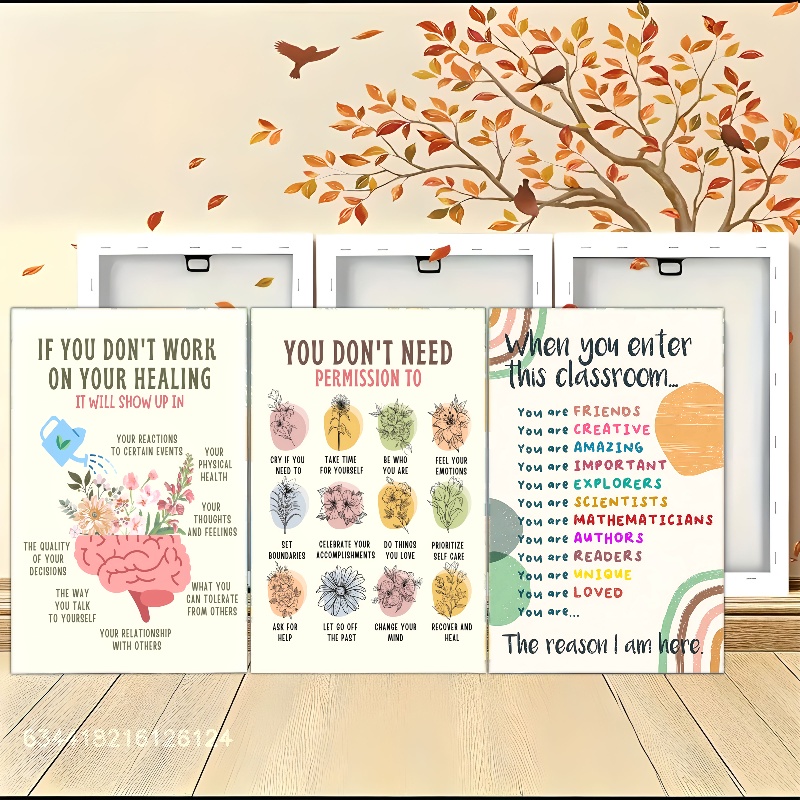 IF YOU DON'T WORK
ON YOUR HEALING
IT WILL SHOW UP IN
YOUR REACTIONS
TO CERTAIN EVENTS
YOUR
PHYSICAL
HEALTH
YOUR
THOUGHTS
AND FEELINGS
THE QUALITY
OF YOUR
DECISIONS
THE WAY
YOU TALK
TO YOURSELF
WHAT YOU
CAN TOLERATE
FROM OTHERS
YOUR RELATIONSHIP
WITH OTHERS
YOU DON'T NEED
PERMISSION TO
CRY IF YOU
NEED TO
TAKE TIME
FOR YOURSELF
BE WHO
YOU ARE
FEEL YOUR
EMOTIONS
SET
BOUNDARIES
CELEBRATE YOUR
ACCOMPLISHMENTS
DO THINGS
YOU LOVE
PRIORITIZE
SELF CARE
ASK FOR
HELP
LET GO OFF
THE PAST
CHANGE YOUR
MIND
RECOVER AND
HEAL
When you enter
this classroom...
You are FRIENDS
You are CREATIVE
You are AMAZING
You are IMPORTANT
You are EXPLORERS
You are SCIENTISTS
You are MATHEMATICIANS
You are AUTHORS
You are READERS
You are UNIQUE
You are LOVED
You are...
The reason I am here.